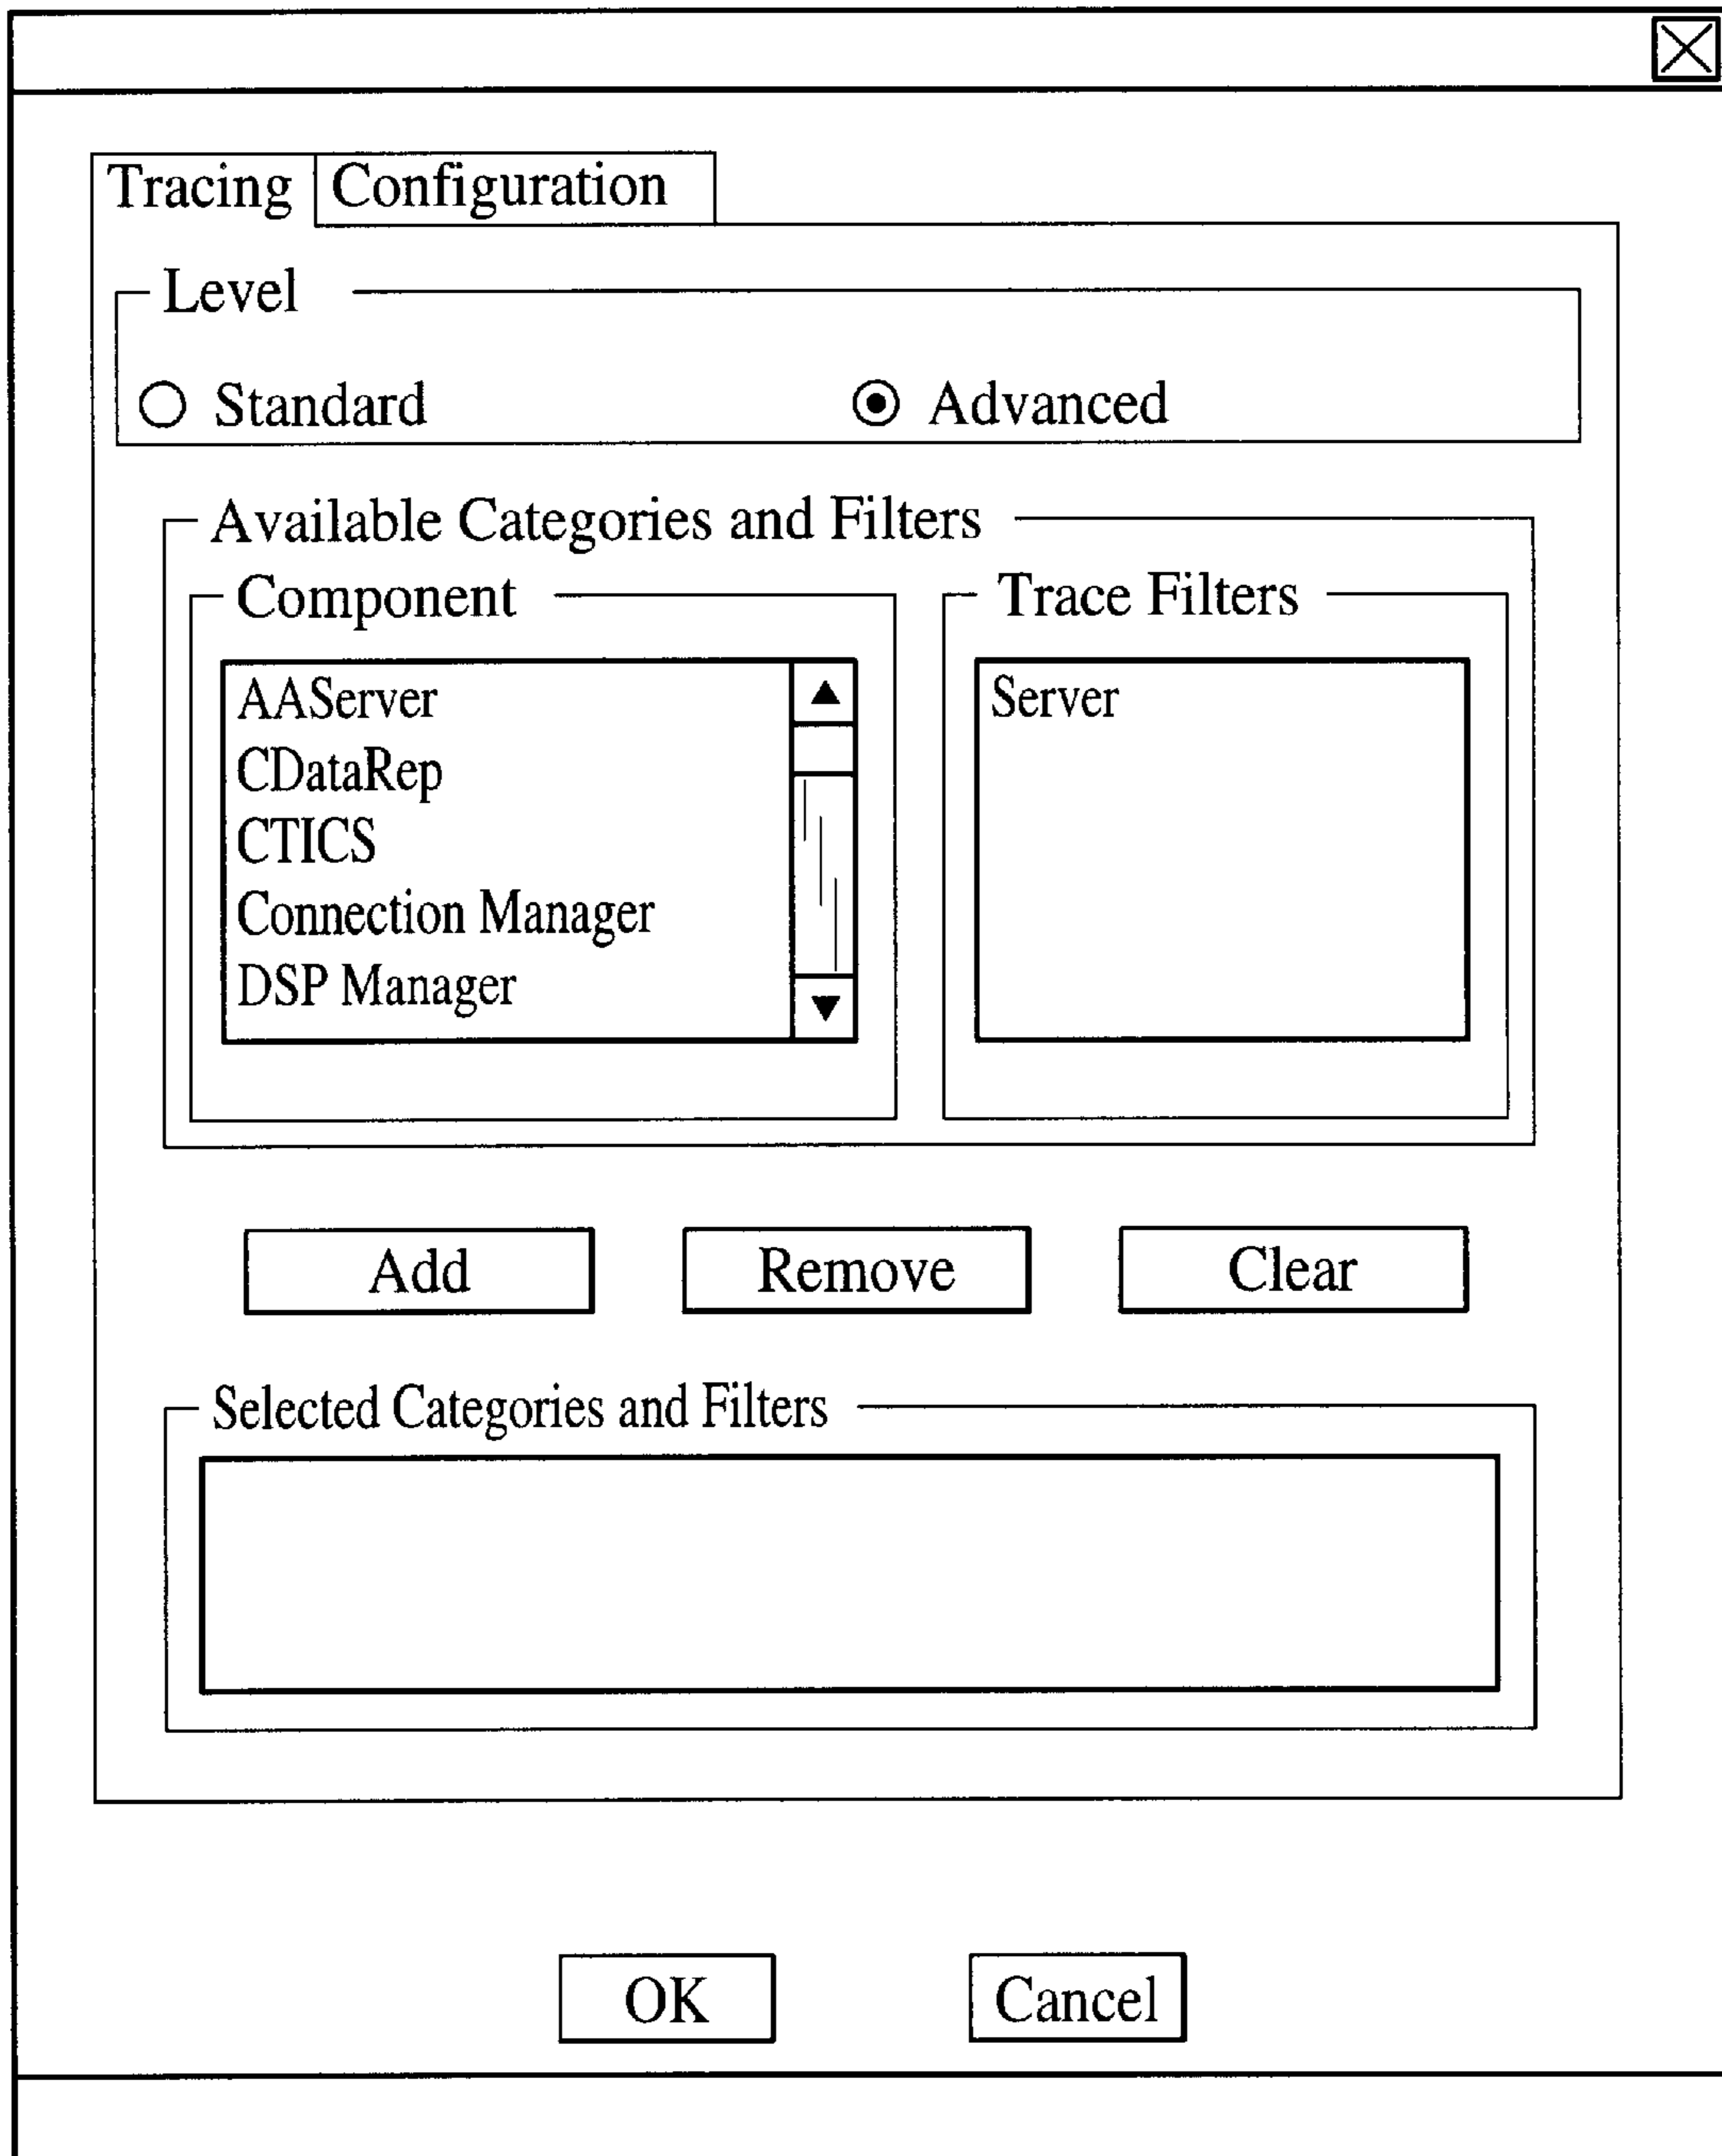 Tracing Configuration
Level
Standard Advanced
Available Categories and Filters
Component Trace Filters
AAServer Server
CDataRep
CTICS
Connection Manager
DSP Manager
Add Remove Clear
Selected Categories and Filters
OK Cancel